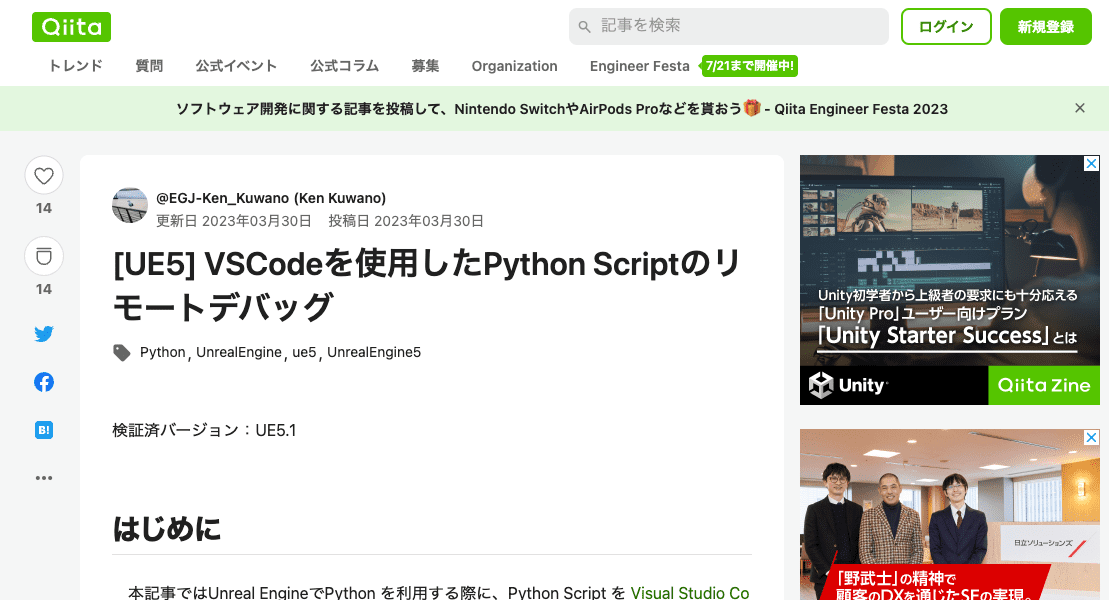 Qiita
記事を検索
ログイン
新規登録
トレンド 質問 公式イベント 公式コラム 募集 Organization Engineer Festa 7/21まで開催中!
ソフトウェア開発に関する記事を投稿して、Nintendo SwitchやAirPods Proなどを貰おう🎁 - Qiita Engineer Festa 2023
14
14
B!
@EGJ-Ken_Kuwano (Ken Kuwano)
更新日 2023年03月30日 投稿日 2023年03月30日
[UE5] VSCodeを使用したPython Scriptのリ
モートデバッグ
Python, UnrealEngine, ue5, UnrealEngine5
検証済バージョン：UE5.1
はじめに
本記事ではUnreal EngineでPython を利用する際に、Python Script を Visual Studio Co
Unity初学者から上級者の要求にも十分応える
「Unity Pro」ユーザー向けプラン
「Unity Starter Success」とは
Unity
Qiita Zine
日立ソリューションズ
「野武士」の精神で
顧客のDXを通じたSEの実現。